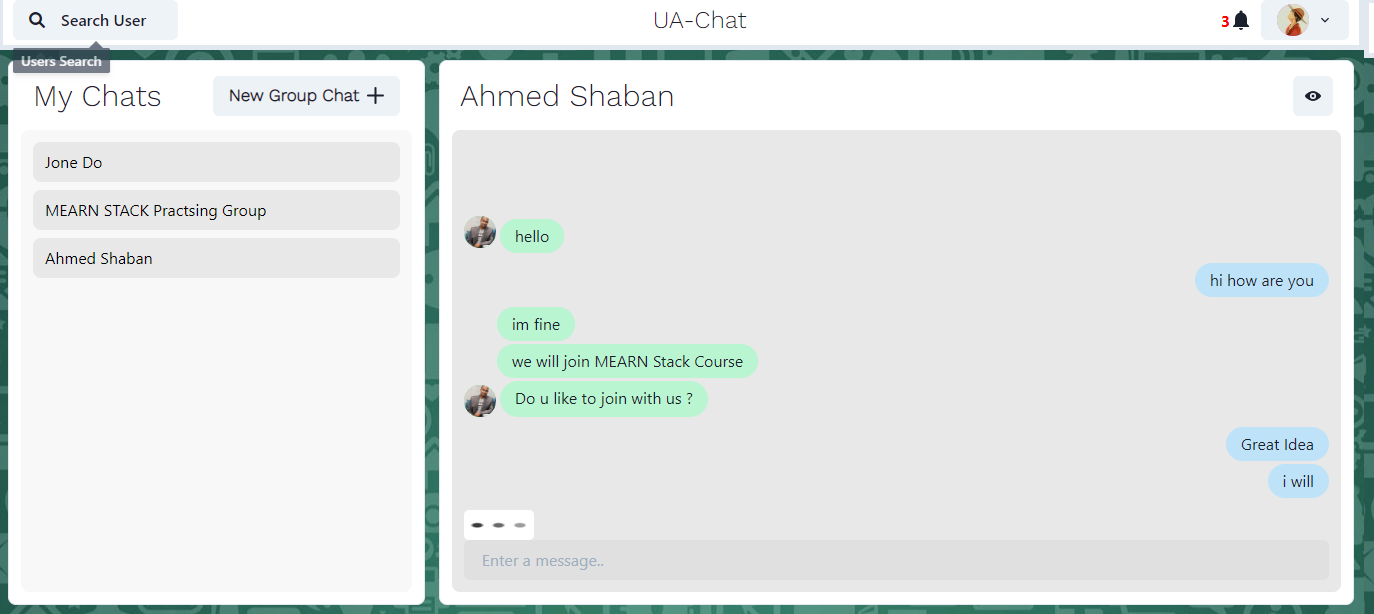 Search User
UA-Chat
3
Users Search
My Chats
New Group Chat +
Jone Do
MEARN STACK Practsing Group
Ahmed Shaban
Ahmed Shaban
hello
hi how are you
im fine
we will join MEARN Stack Course
Do u like to join with us ?
Great Idea
i will
Enter a message..